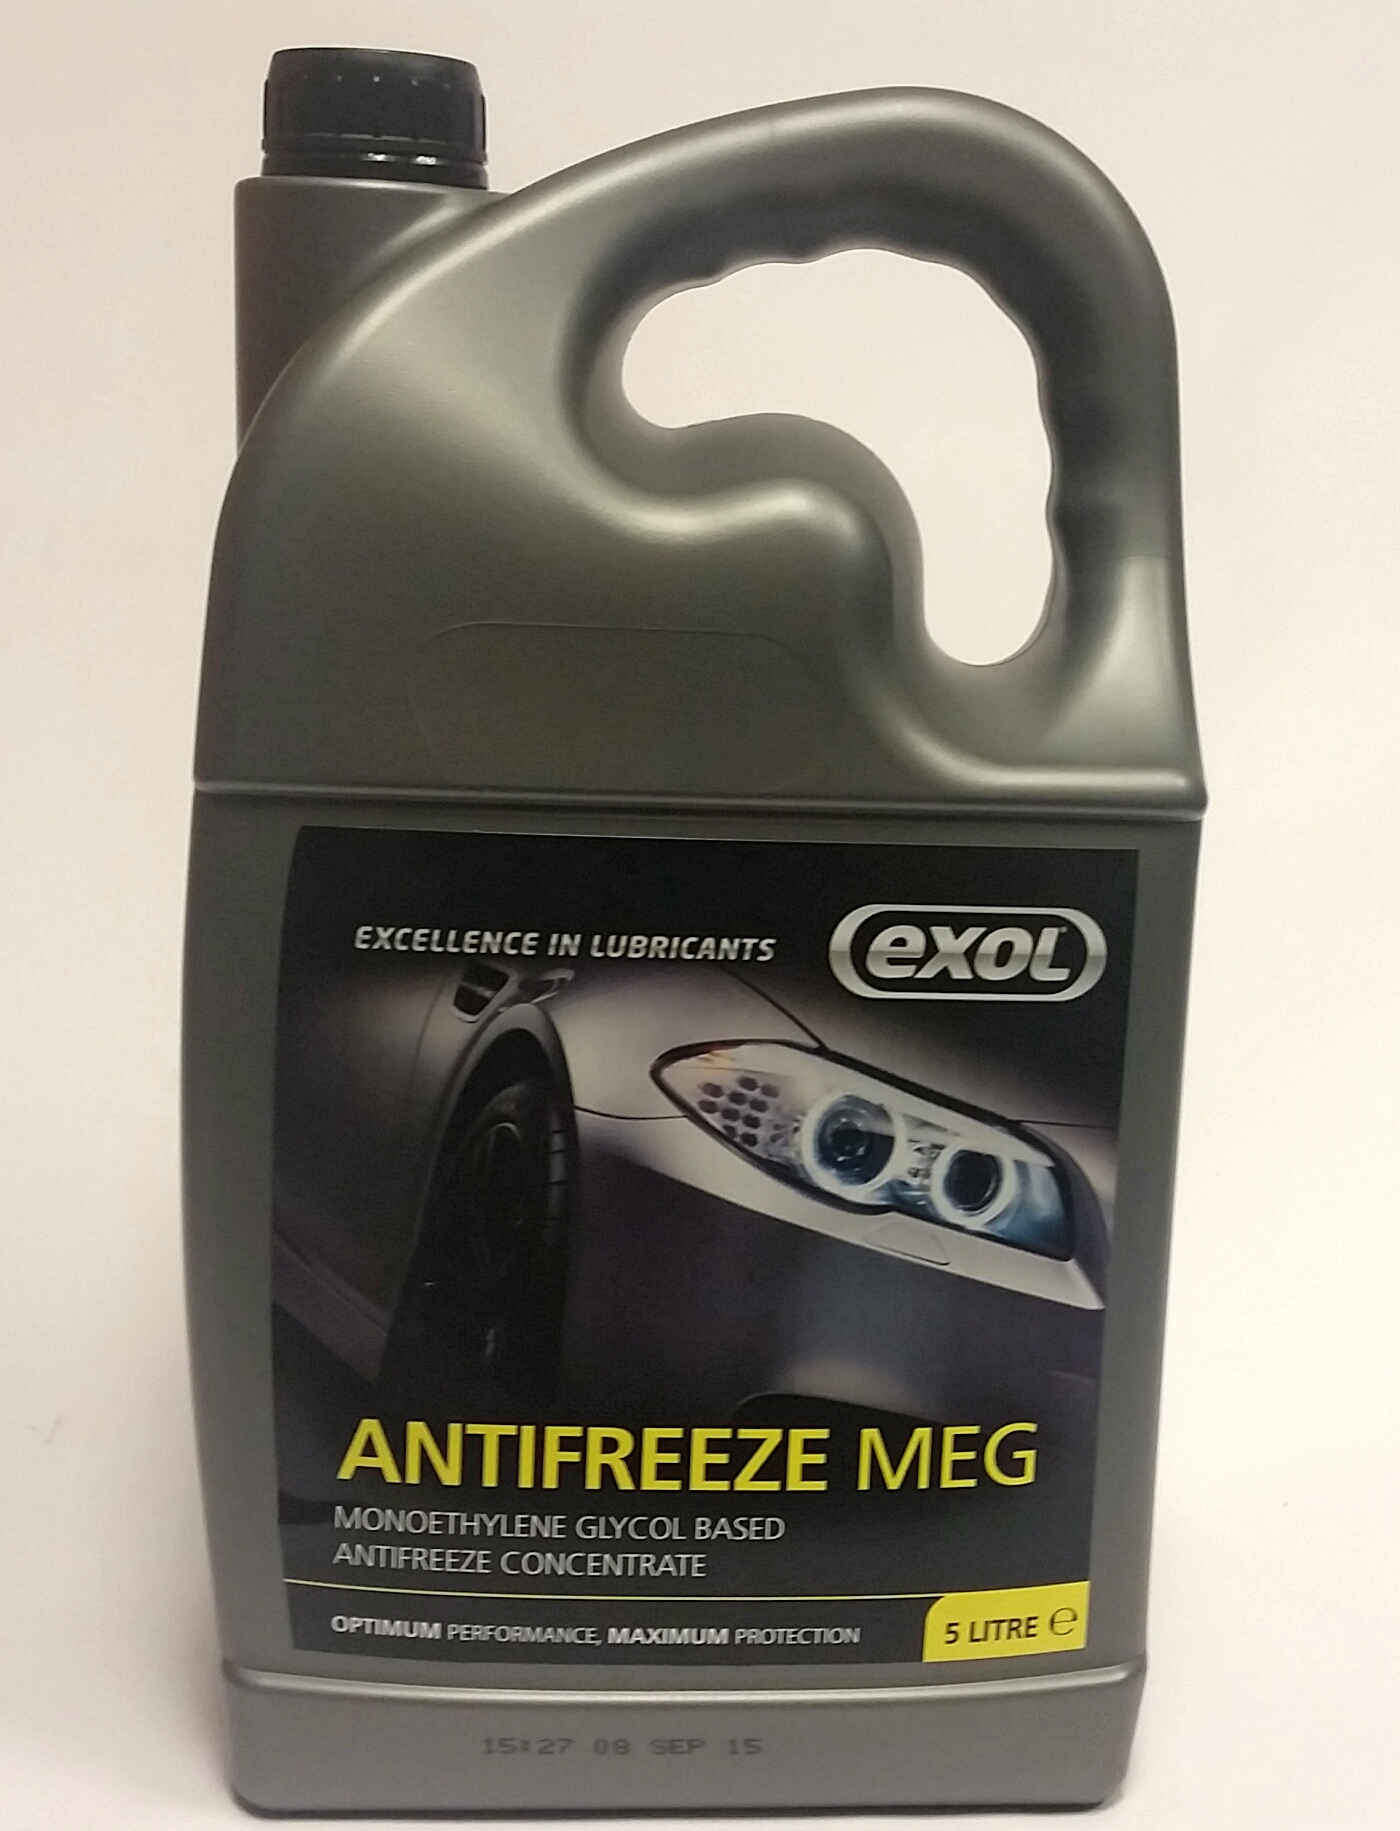 EXCELLENCE IN LUBRICANTS
exol
ANTIFREEZE MEG
MONOETHYLENE GLYCOL BASED
ANTIFREEZE CONCENTRATE
OPTIMUM PERFORMANCE, MAXIMUM PROTECTION
5 LITRE ℮
15:27 08 SEP 15